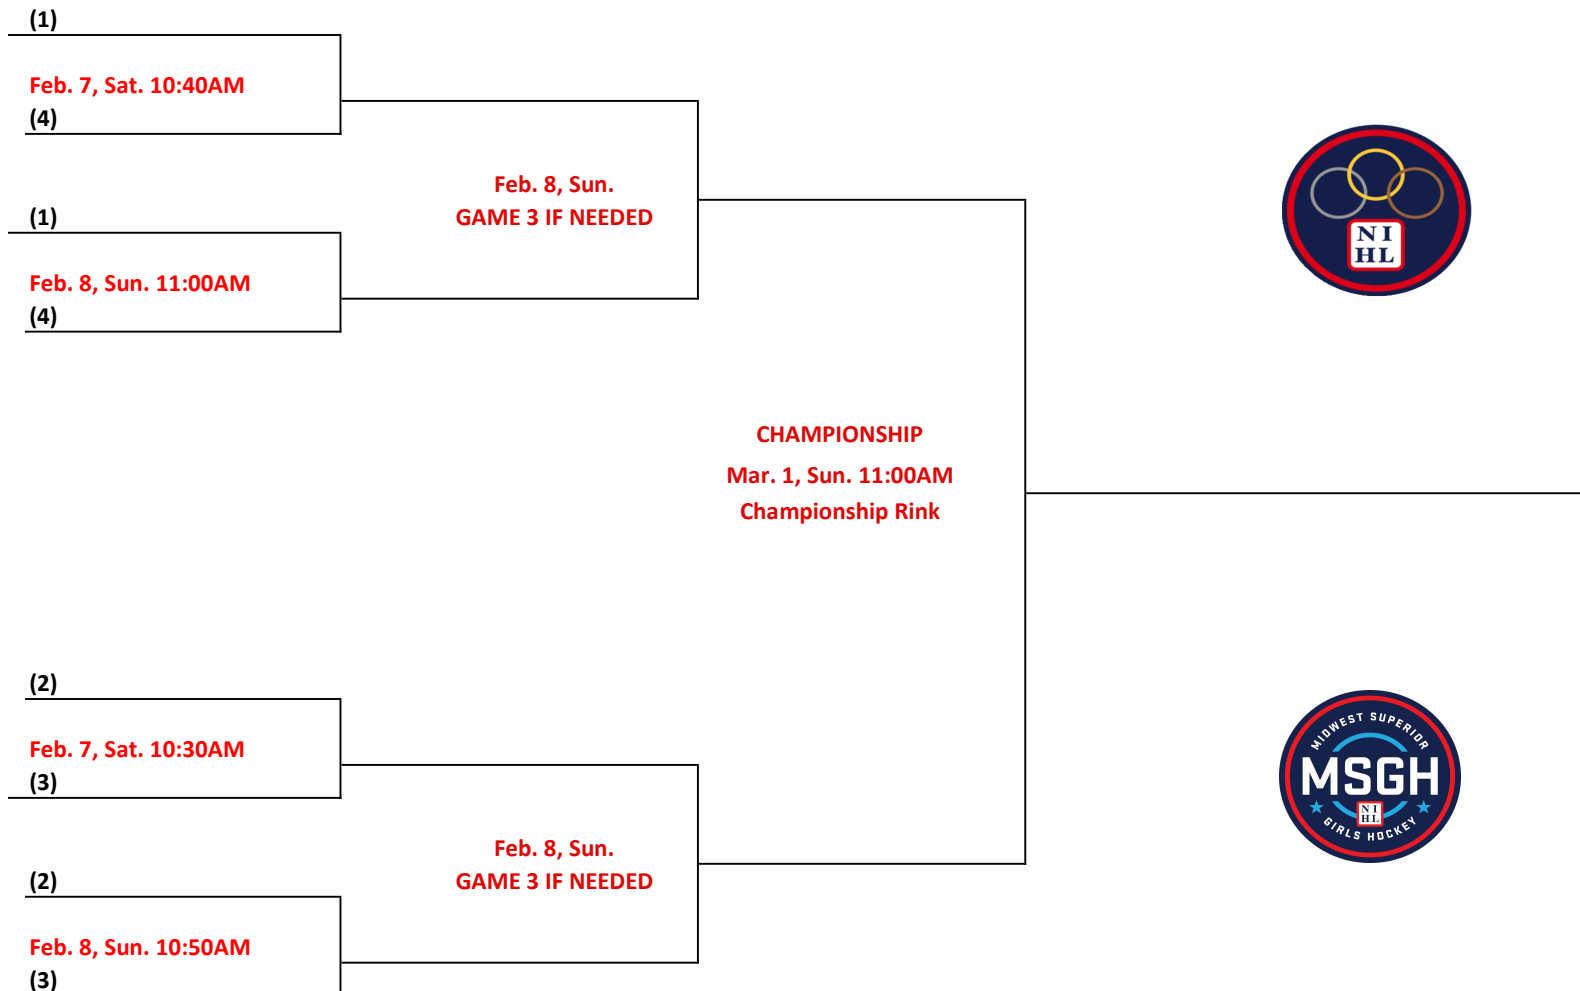 (1)
Feb. 7, Sat. 10:40AM
(4)
Feb. 8, Sun.
GAME 3 IF NEEDED
(1)
Feb. 8, Sun. 11:00AM
(4)
NI
HL
CHAMPIONSHIP
Mar. 1, Sun. 11:00AM
Championship Rink
(2)
Feb. 7, Sat. 10:30AM
(3)
Feb. 8, Sun.
GAME 3 IF NEEDED
(2)
Feb. 8, Sun. 10:50AM
(3)
MIDWEST SUPERIOR
MSGH
NI
HL
GIRLS HOCKEY